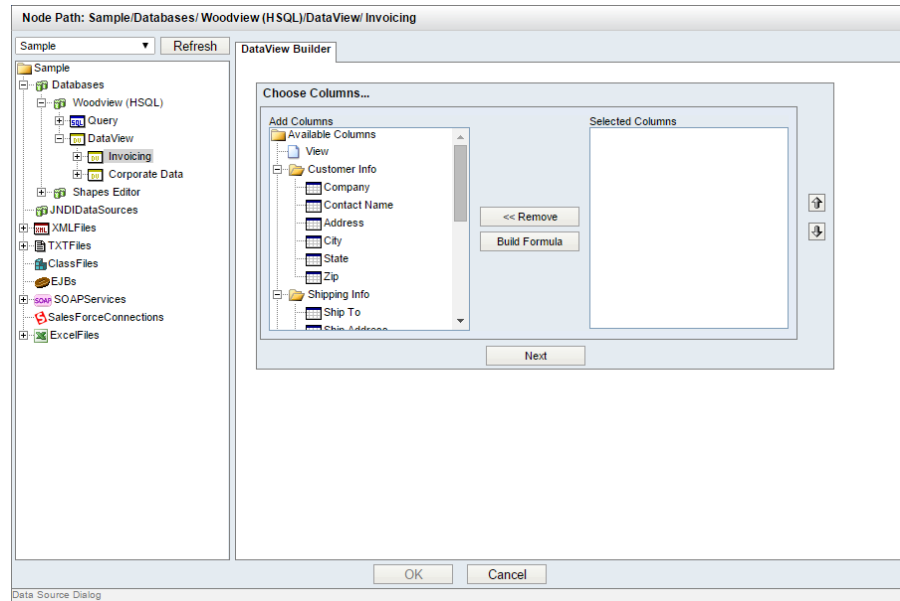 Node Path: Sample/Databases/ Woodview (HSQL)/DataView/ Invoicing
Sample
Refresh
Sample
Databases
Woodview (HSQL)
SQL Query
DataView
Invoicing
Corporate Data
Shapes Editor
JNDIDataSources
XML XMLFiles
TXTFiles
ClassFiles
EJBs
SOAP SOAPServices
SalesForceConnections
ExcelFiles
DataView Builder
Choose Columns...
Add Columns
Available Columns
View
Customer Info
Company
Contact Name
Address
City
State
Zip
Shipping Info
Ship To
Ship Address
<< Remove
Build Formula
Selected Columns
Next
OK
Cancel
Data Source Dialog